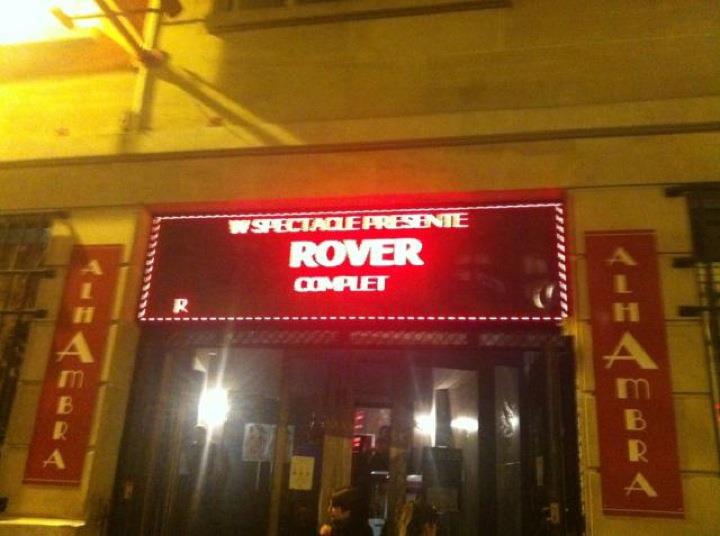 W SPECTACLE PRESENTE
ROVER
COMPLET
R
ALHAMBRA
ALHAMBRA